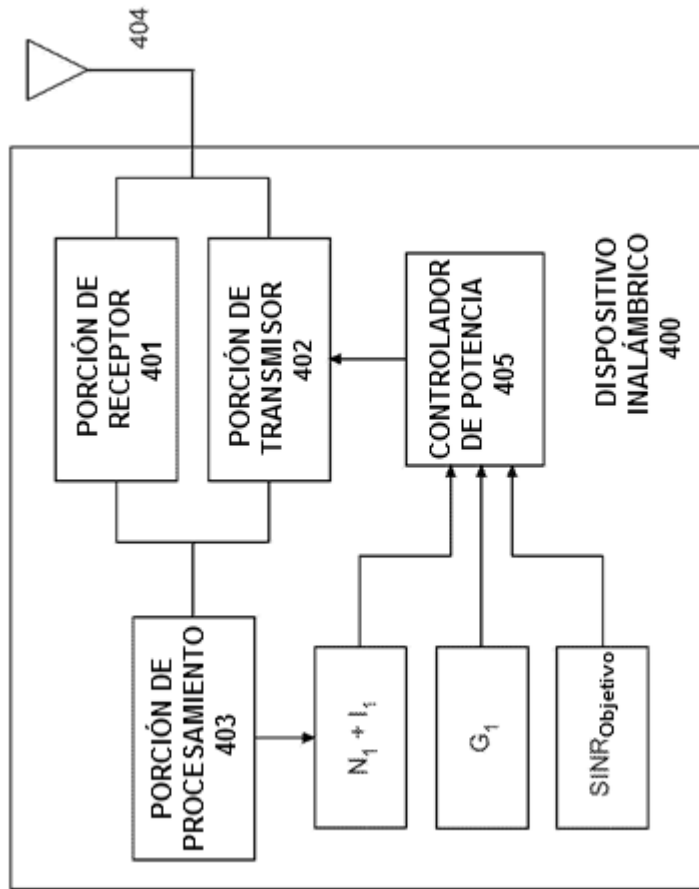 404
PORCIÓN DE
RECEPTOR
401
PORCIÓN DE
TRANSMISOR
402
CONTROLADOR
DE POTENCIA
405
DISPOSITIVO
INALÁMBRICO
400
PORCIÓN DE
PROCESAMIENTO
403
N₁ + I₁
G₁
SINR_Objetivo